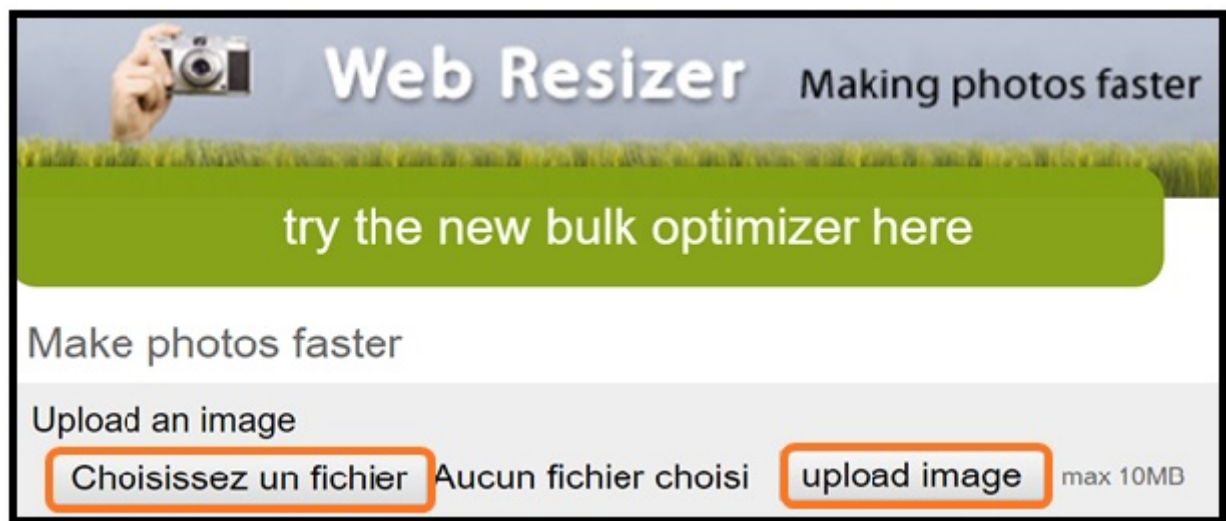 Web Resizer Making photos faster
try the new bulk optimizer here
Make photos faster
Upload an image
Choisissez un fichier Aucun fichier choisi upload image max 10MB